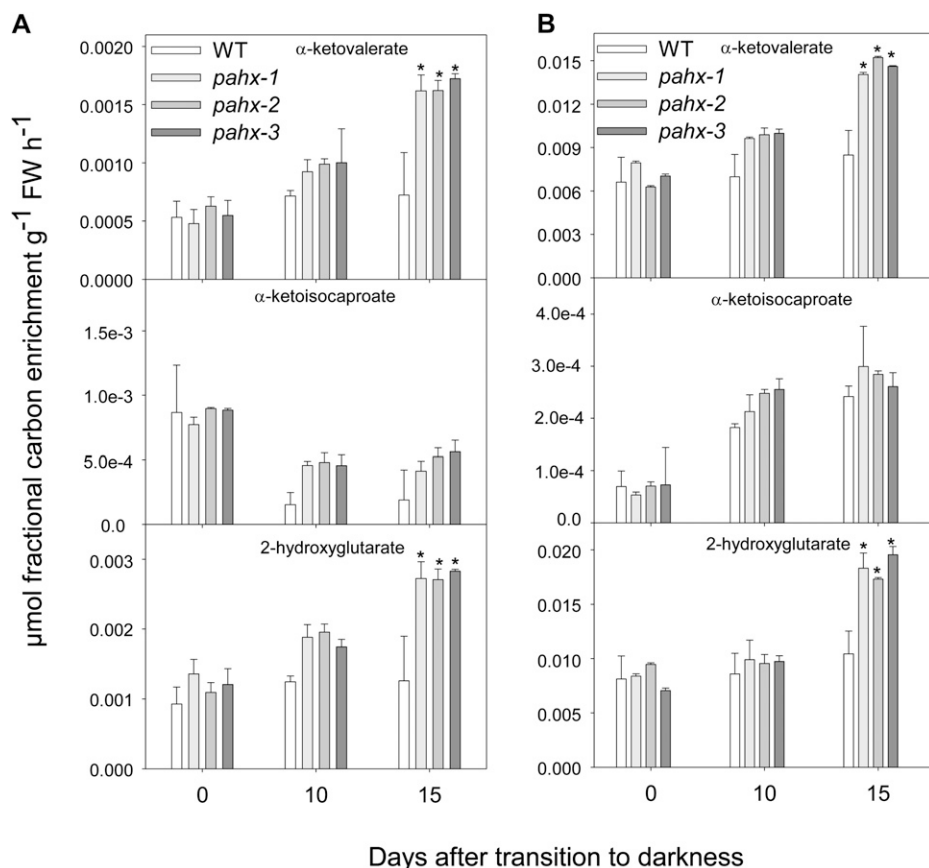 A
B
μmol fractional carbon enrichment g⁻¹ FW h⁻¹
WT
pahx-1
pahx-2
pahx-3
α-ketovalerate
* * *
0.0020
0.0015
0.0010
0.0005
0.0000
α-ketoisocaproate
1.5e-3
1.0e-3
5.0e-4
0.0
2-hydroxyglutarate
* * *
0.003
0.002
0.001
0.000
0 10 15
WT
pahx-1
pahx-2
pahx-3
α-ketovalerate
* * *
0.015
0.012
0.009
0.006
0.003
0.000
α-ketoisocaproate
4.0e-4
3.0e-4
2.0e-4
1.0e-4
0.0
2-hydroxyglutarate
* * *
0.020
0.015
0.010
0.005
0.000
0 10 15
Days after transition to darkness